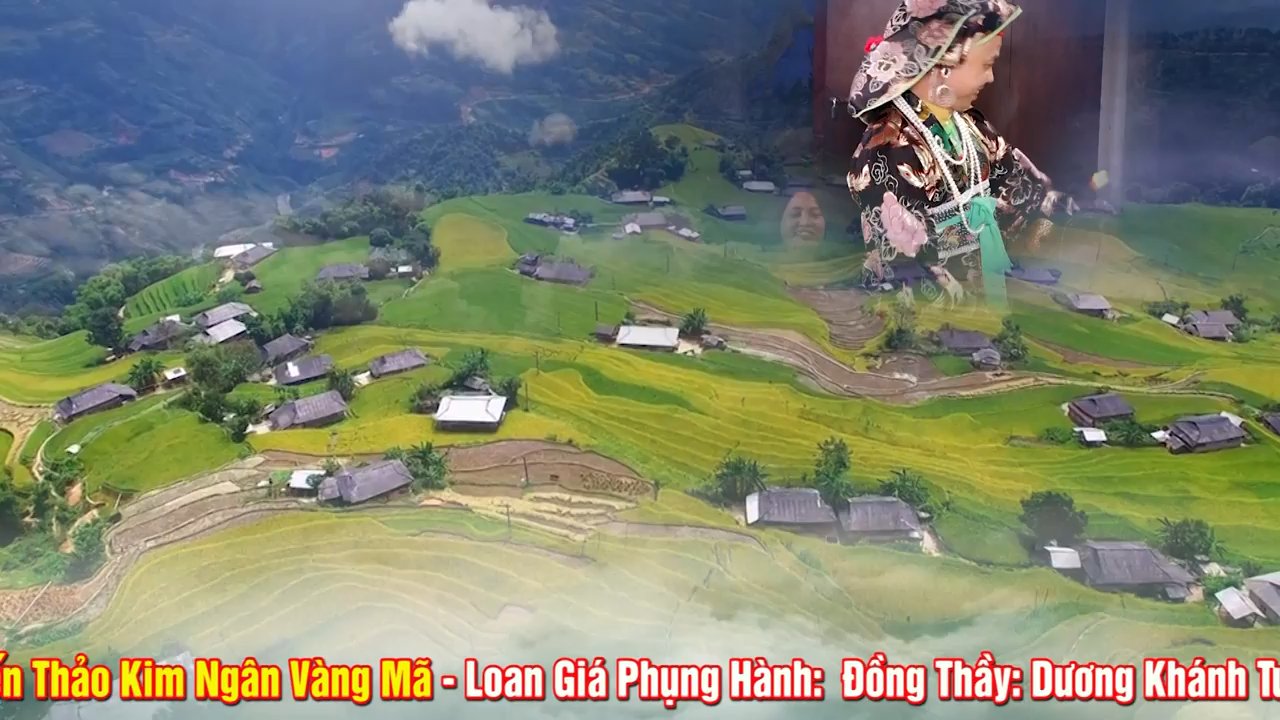 Thảo Kim Ngân Vàng Mã - Loan Giá Phụng Hành: Đồng Thầy: Dương Khánh